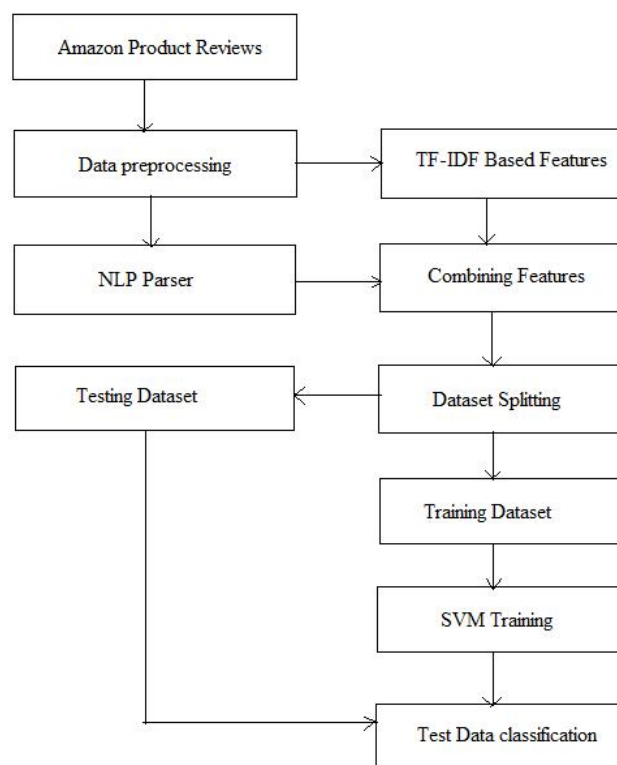 Amazon Product Reviews
Data preprocessing
TF-IDF Based Features
NLP Parser
Combining Features
Testing Dataset
Dataset Splitting
Training Dataset
SVM Training
Test Data classification